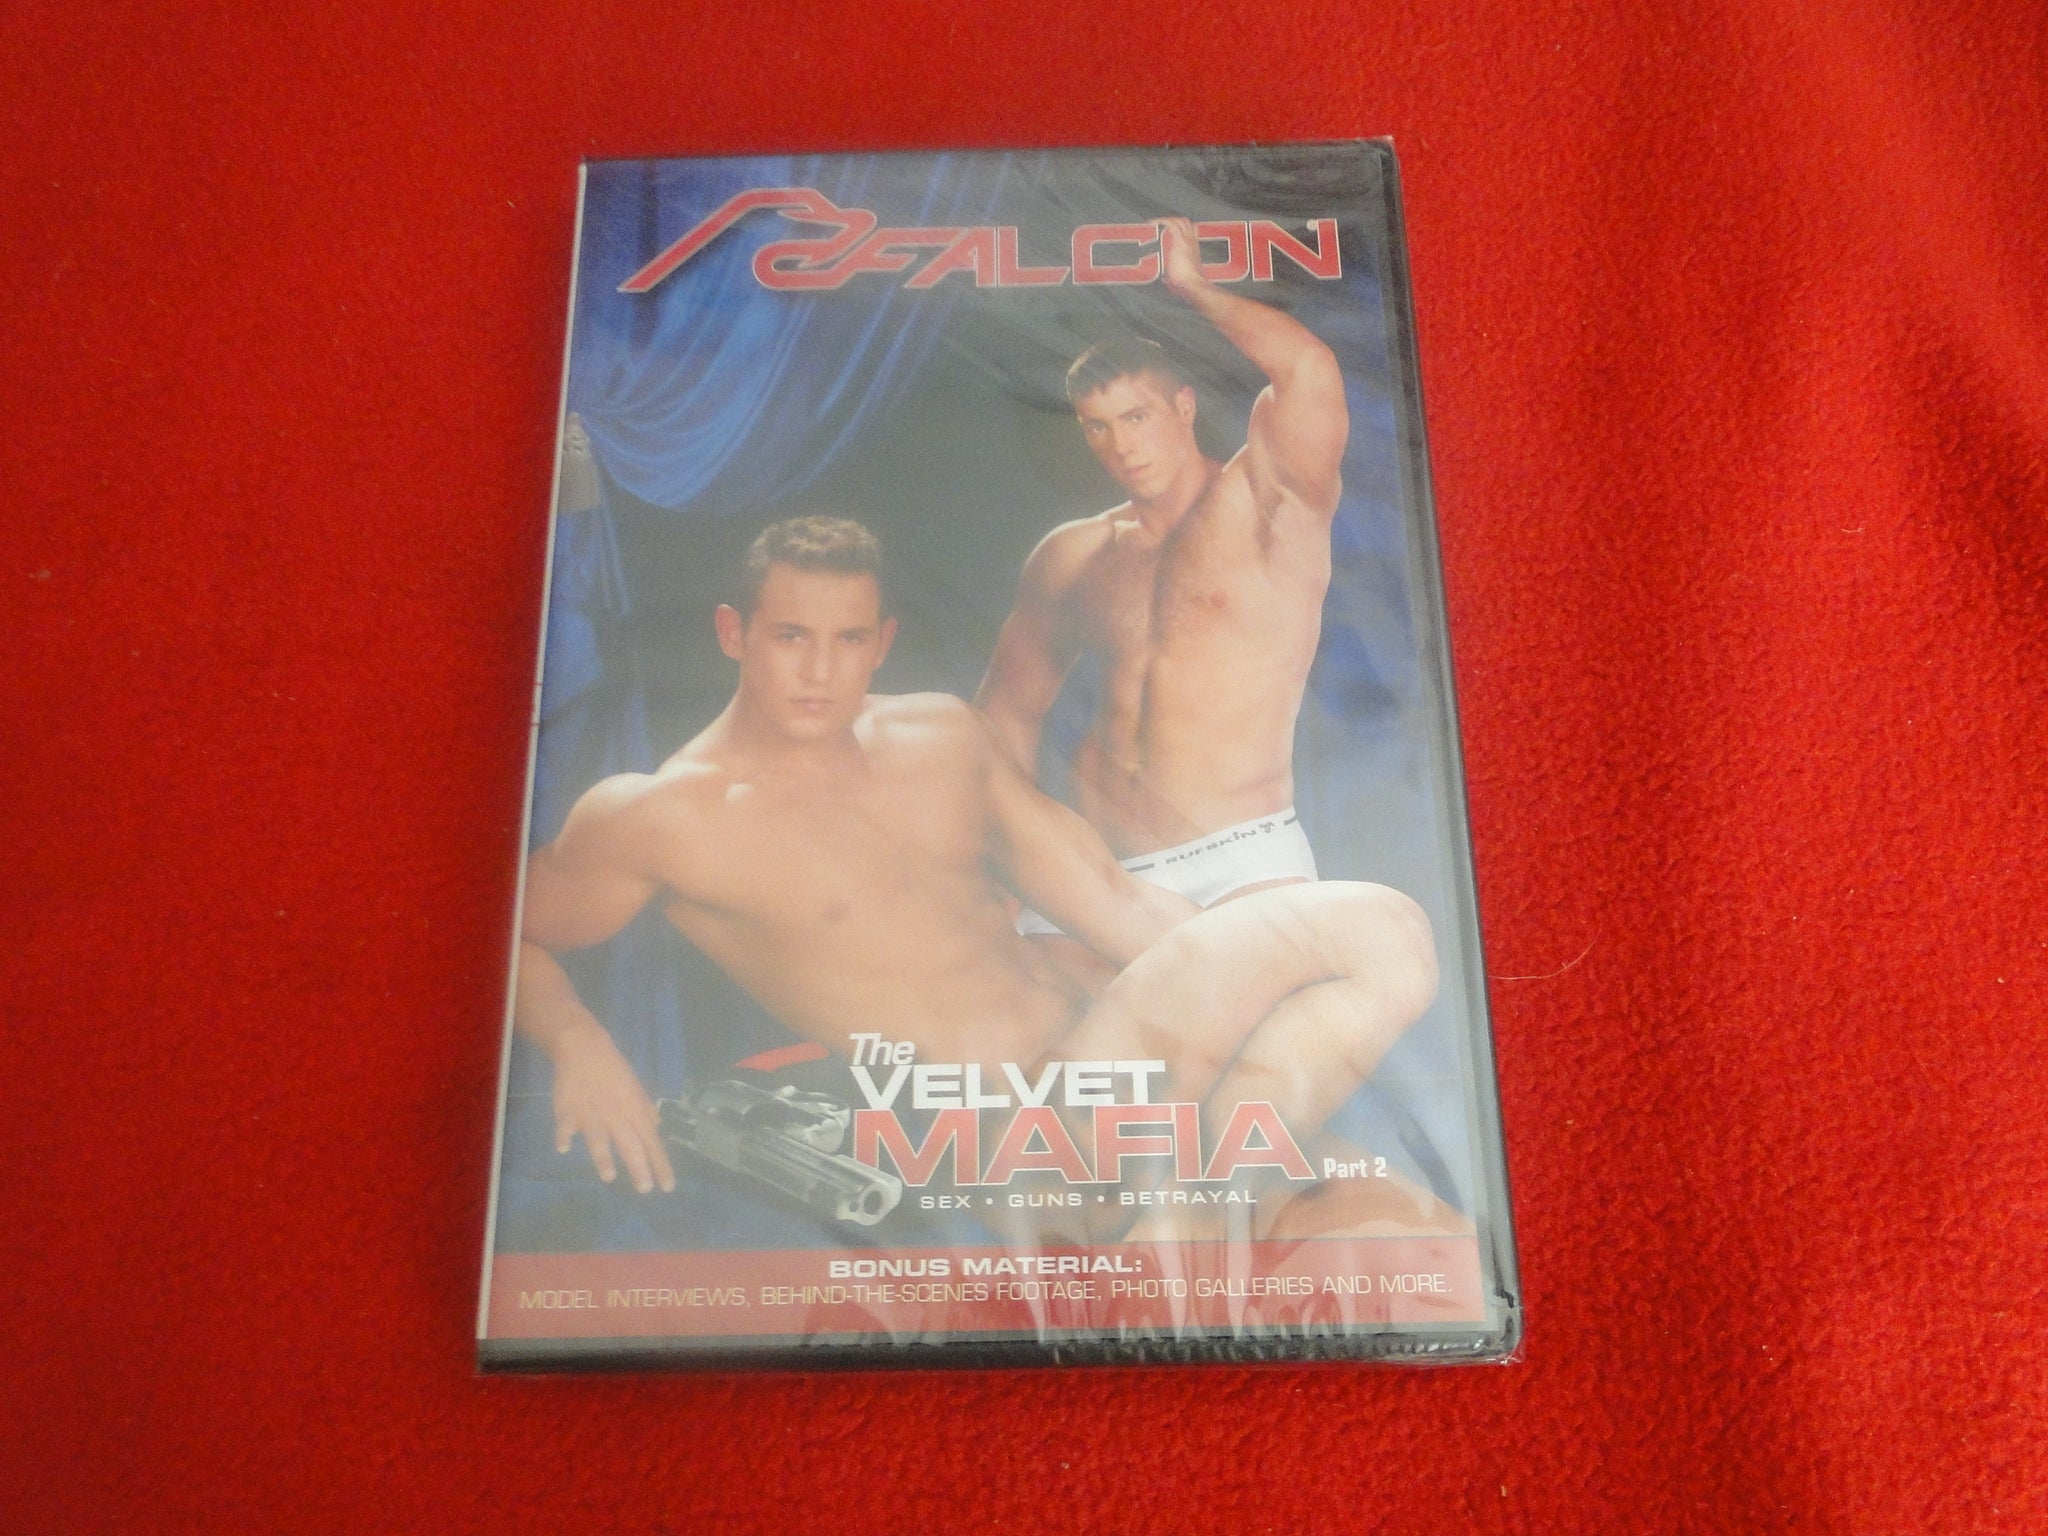 FALCON
RUFSKIN
The
VELVET
MAFIA Part 2
SEX • GUNS • BETRAYAL
BONUS MATERIAL:
MODEL INTERVIEWS, BEHIND-THE-SCENES FOOTAGE, PHOTO GALLERIES AND MORE.